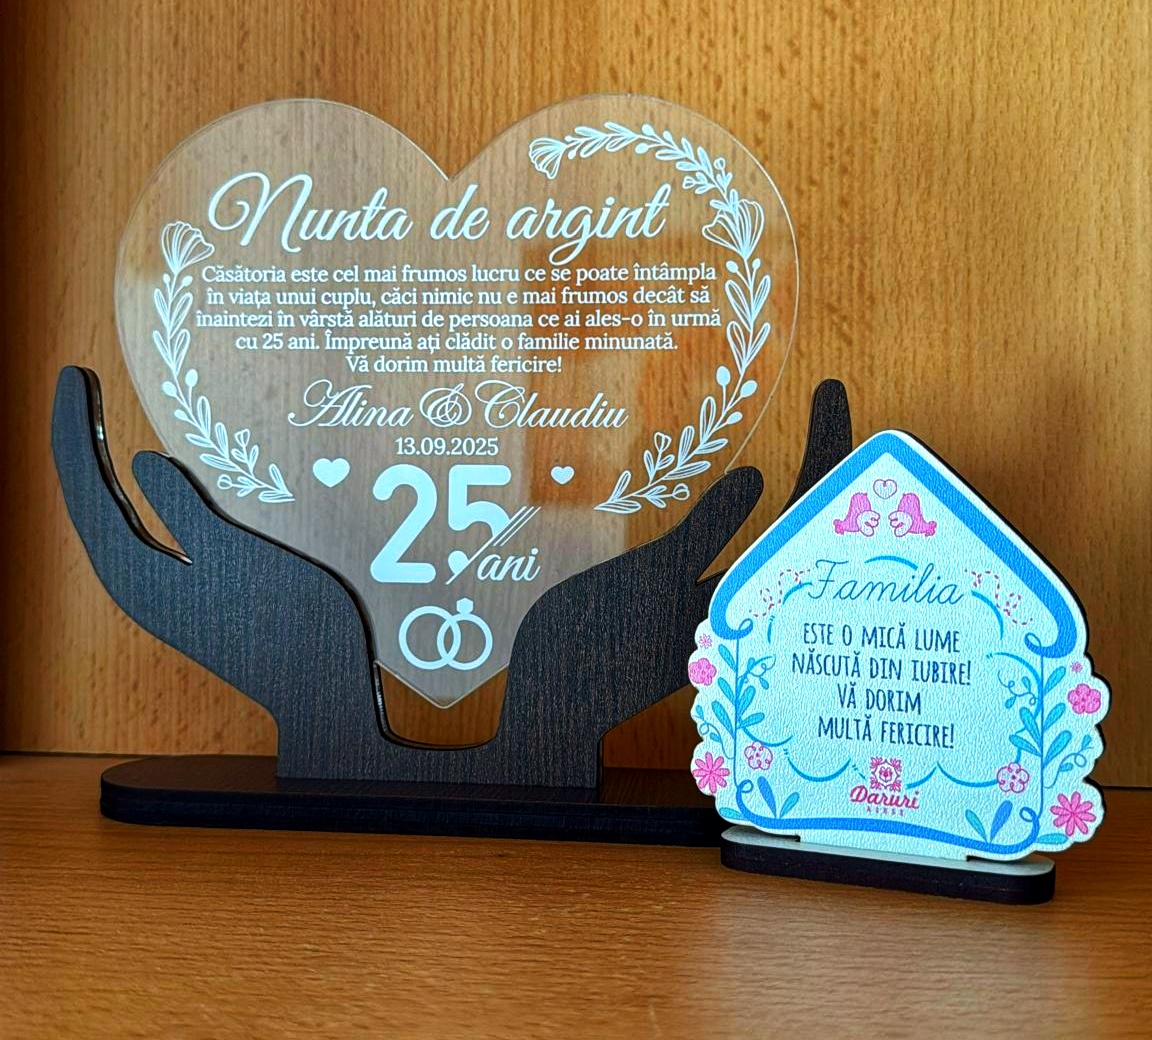 Nunta de argint
Căsătoria este cel mai frumos lucru ce se poate întâmpla
în viața unui cuplu, căci nimic nu e mai frumos decât să
înaintezi în vârstă alături de persoana ce ai ales-o în urmă
cu 25 ani. Împreună ați clădit o familie minunată.
Vă dorim multă fericire!
Alina & Claudiu
13.09.2025
25 ani
Familia
ESTE O MICĂ LUME
NĂSCUTĂ DIN IUBIRE!
VĂ DORIM
MULTĂ FERICIRE!
Daruri